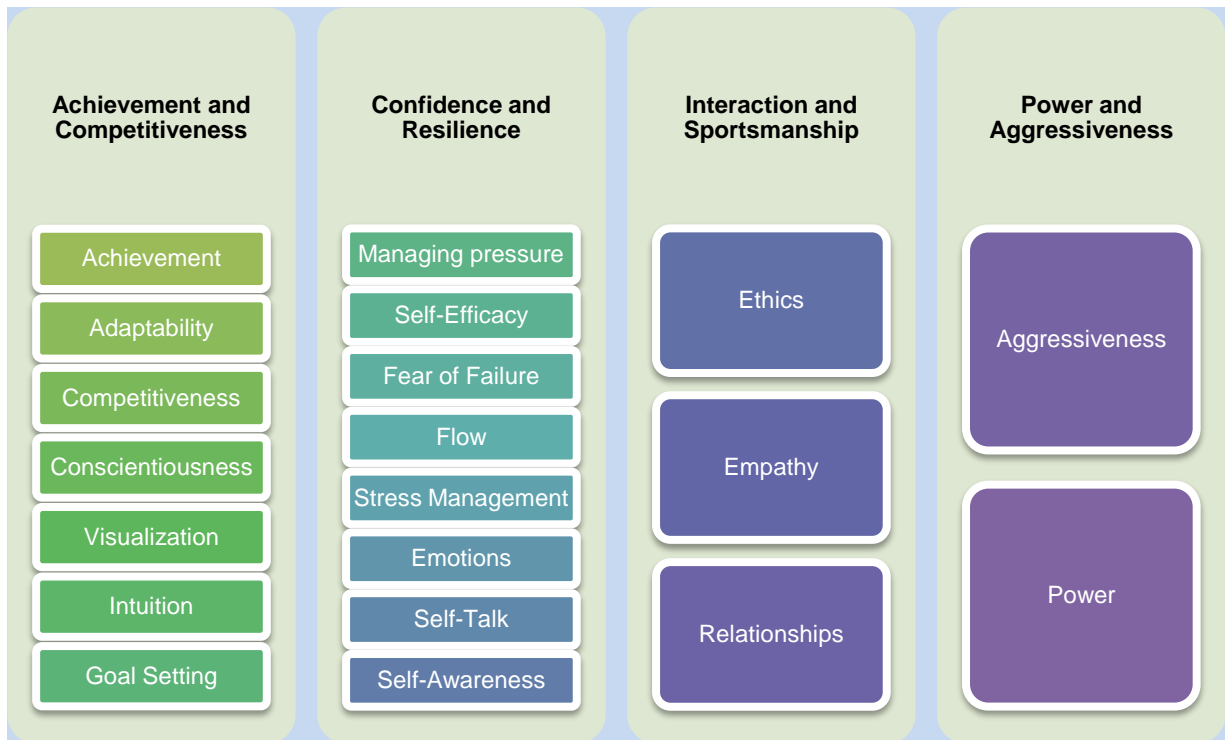 Achievement and
Competitiveness
Achievement
Adaptability
Competitiveness
Conscientiousness
Visualization
Intuition
Goal Setting
Confidence and
Resilience
Managing pressure
Self-Efficacy
Fear of Failure
Flow
Stress Management
Emotions
Self-Talk
Self-Awareness
Interaction and
Sportsmanship
Ethics
Empathy
Relationships
Power and
Aggressiveness
Aggressiveness
Power